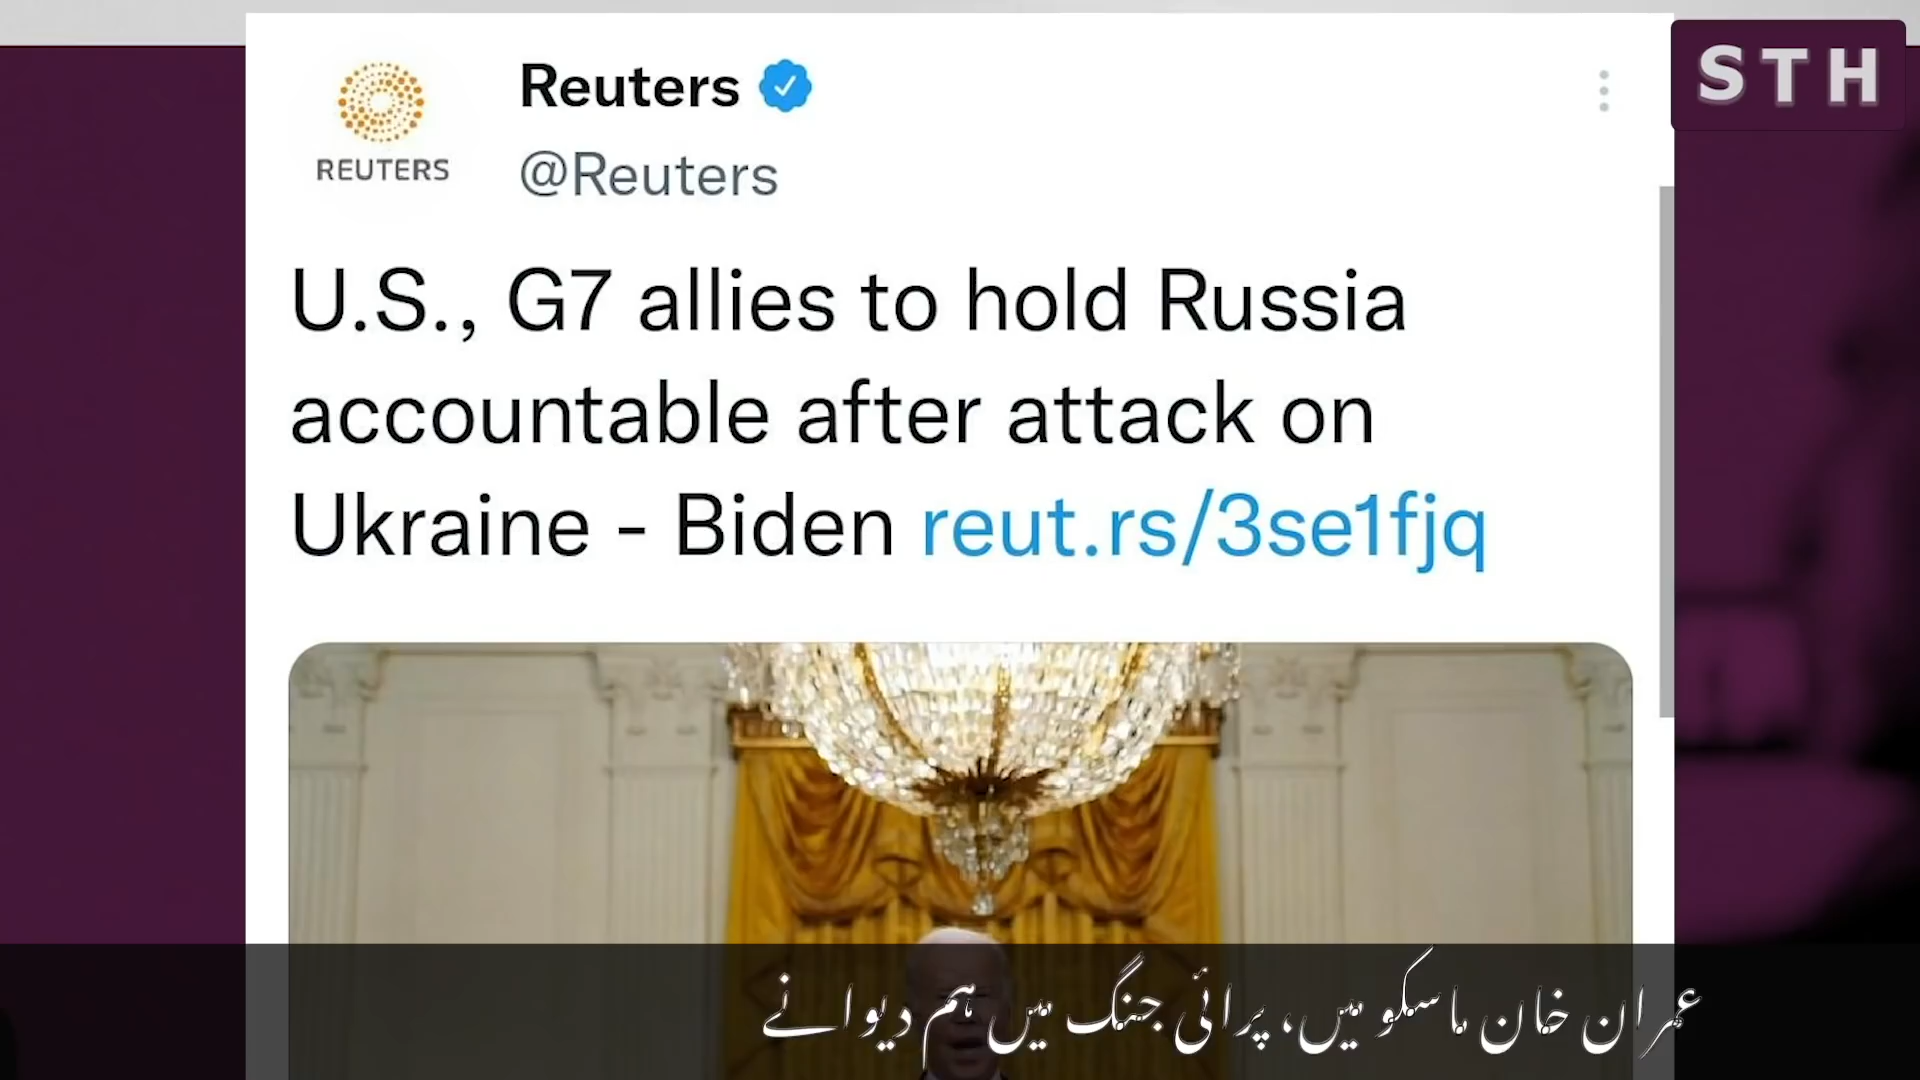 STH
REUTERS
Reuters
@Reuters
U.S., G7 allies to hold Russia
accountable after attack on
Ukraine - Biden reut.rs/3se1fjq
عمران خان ماسکو میں، پرائی جنگ میں ہم دیوانے